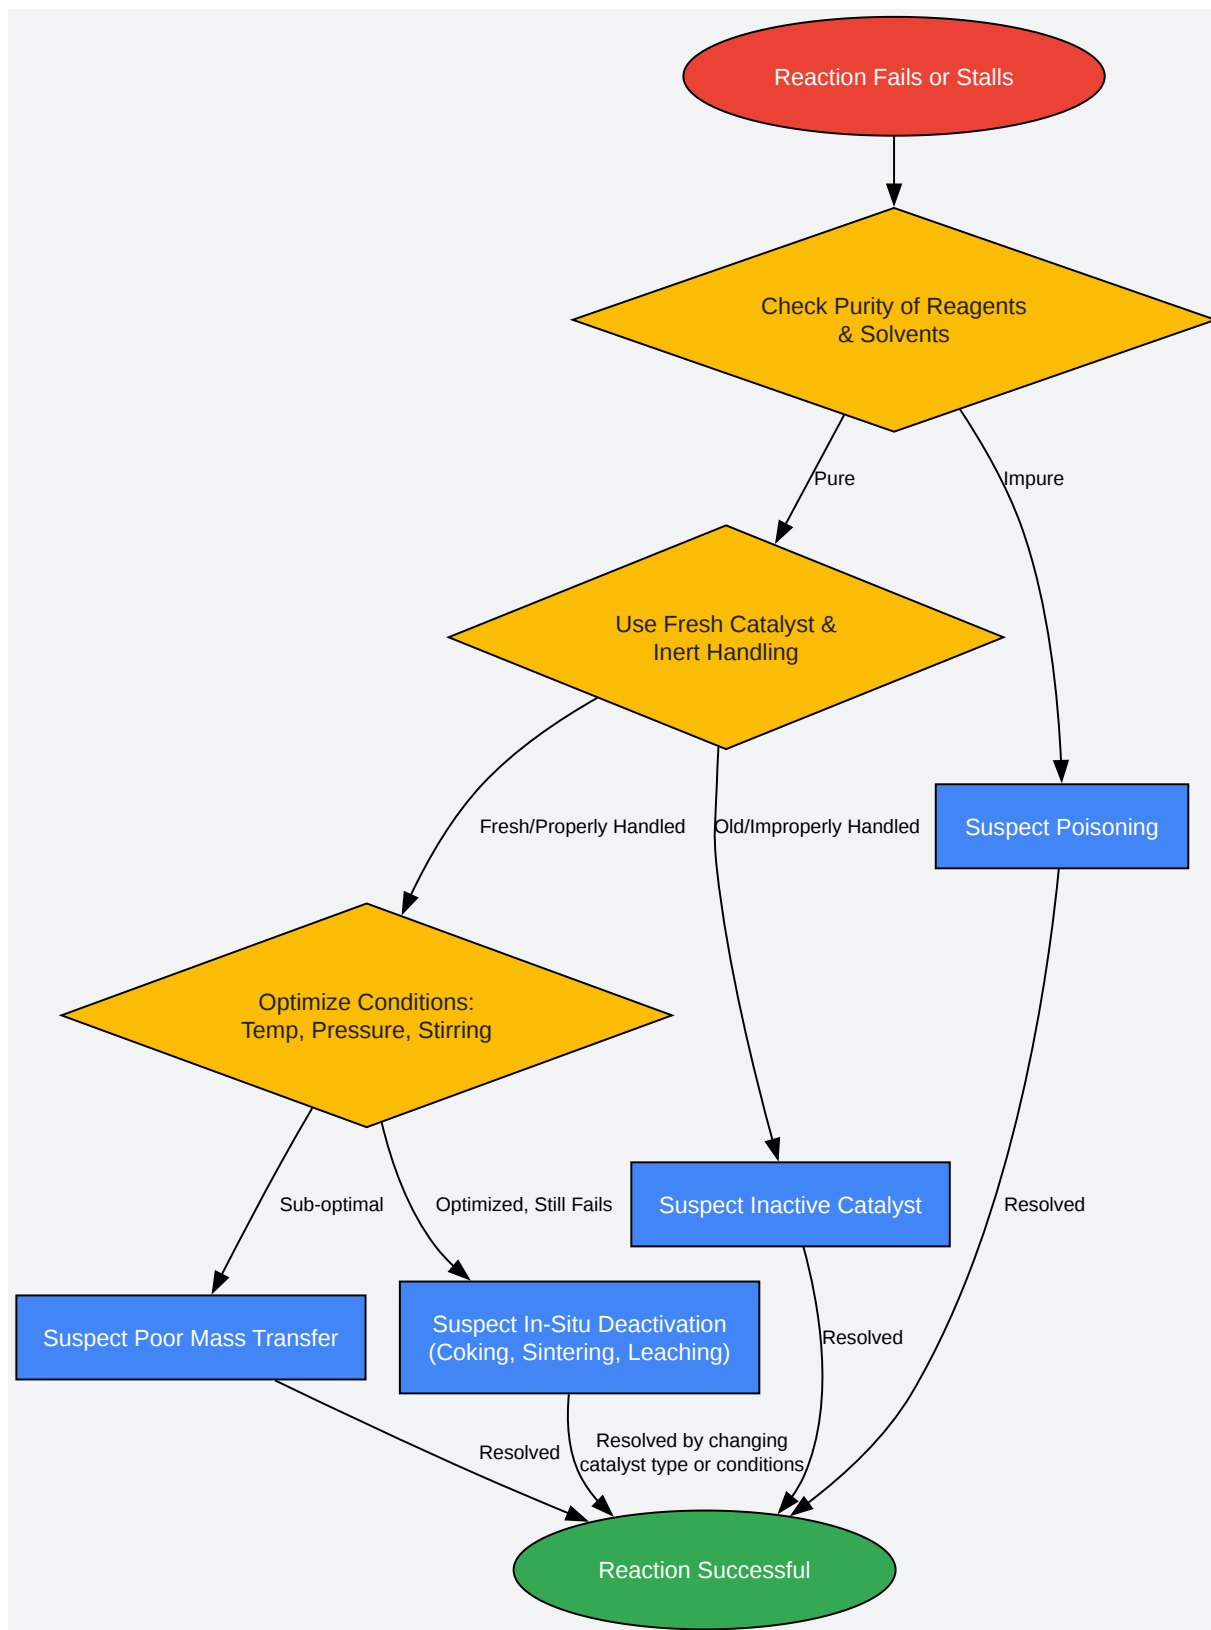 Reaction Fails or Stalls
Check Purity of Reagents
& Solvents
Pure
Impure
Use Fresh Catalyst &
Inert Handling
Fresh/Properly Handled
Old/Improperly Handled
Suspect Poisoning
Optimize Conditions:
Temp, Pressure, Stirring
Sub-optimal
Optimized, Still Fails
Suspect Inactive Catalyst
Resolved
Suspect Poor Mass Transfer
Suspect In-Situ Deactivation
(Coking, Sintering, Leaching)
Resolved
Resolved
Resolved by changing
catalyst type or conditions
Reaction Successful